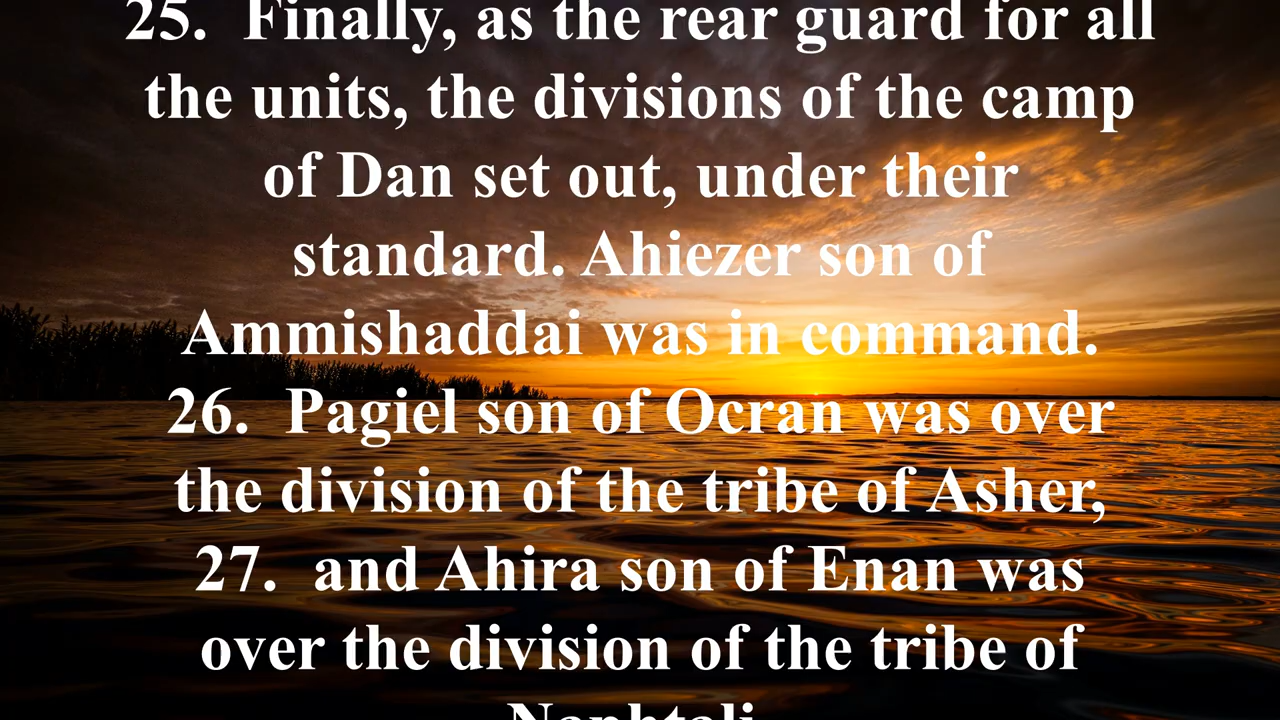 25.  Finally, as the rear guard for all
the units, the divisions of the camp
of Dan set out, under their
standard. Ahiezer son of
Ammishaddai was in command.
26.  Pagiel son of Ocran was over
the division of the tribe of Asher,
27.  and Ahira son of Enan was
over the division of the tribe of
Naphtali